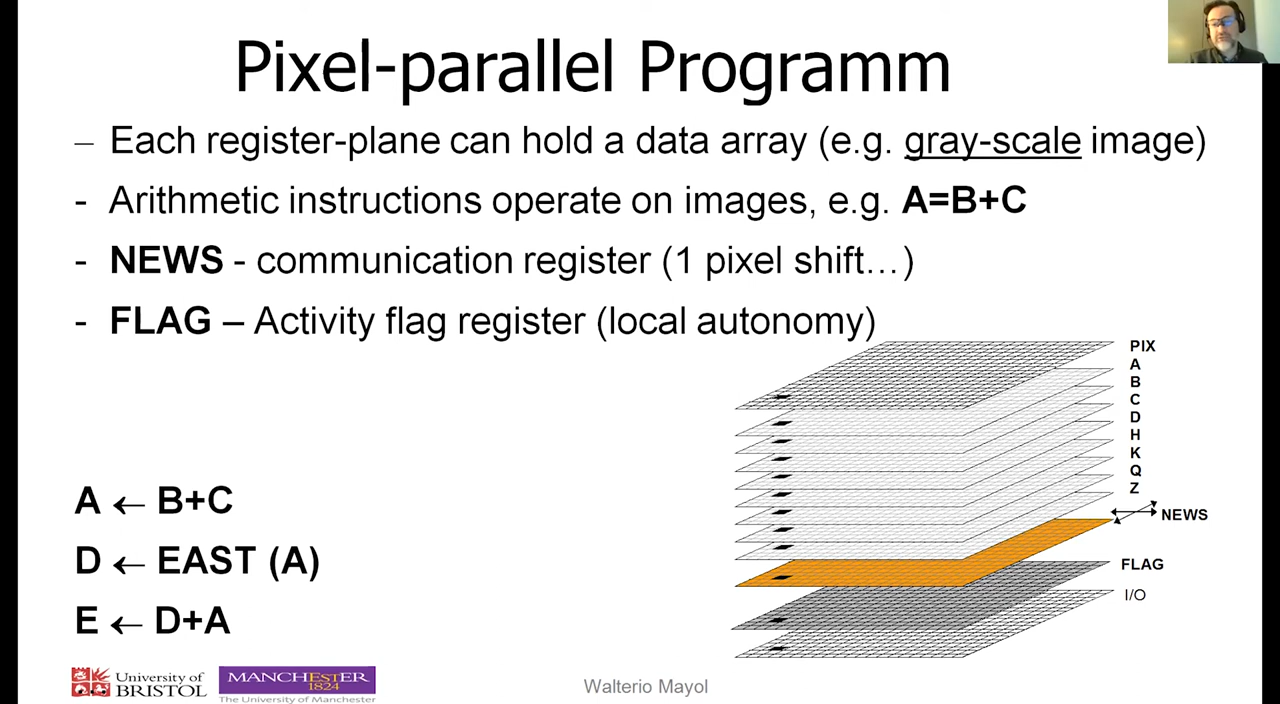 Pixel-parallel Programm
– Each register-plane can hold a data array (e.g. gray-scale image)
- Arithmetic instructions operate on images, e.g. A=B+C
- NEWS - communication register (1 pixel shift…)
- FLAG – Activity flag register (local autonomy)
PIX
A
B
C
D
H
K
Q
Z
NEWS
FLAG
I/O
A ← B+C
D ← EAST (A)
E ← D+A
University of
BRISTOL
MANCHESTER
1824
The University of Manchester
Walterio Mayol